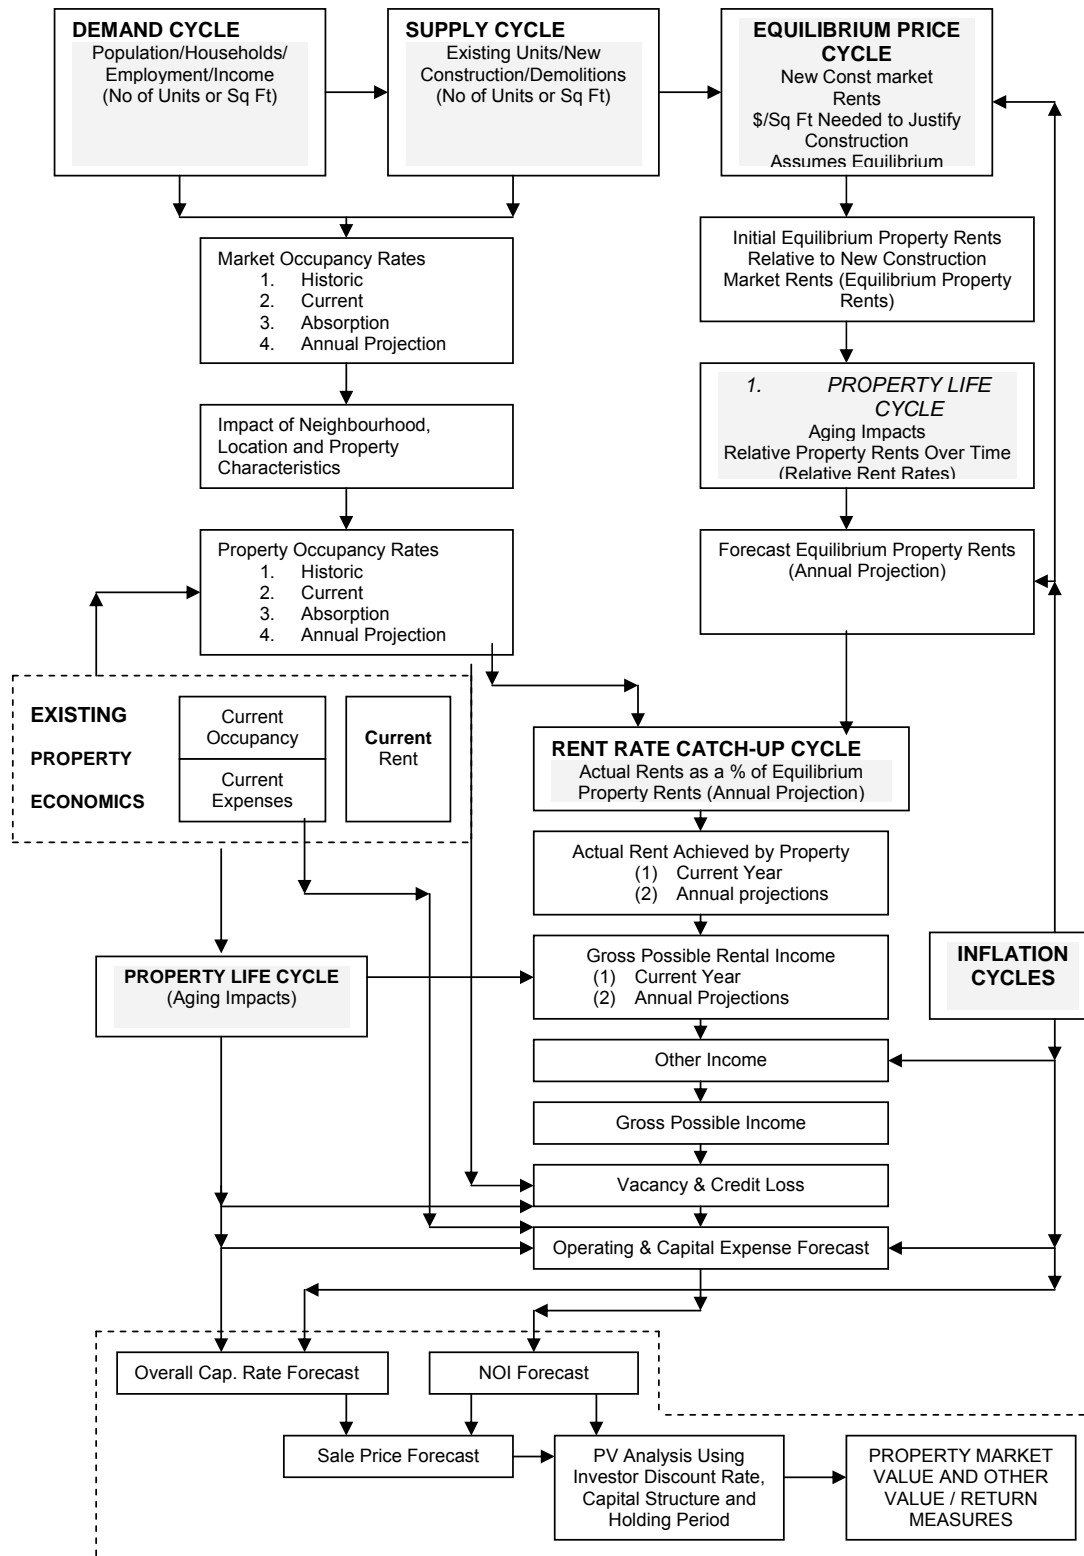 DEMAND CYCLE
Population/Households/
Employment/Income
(No of Units or Sq Ft)
SUPPLY CYCLE
Existing Units/New
Construction/Demolitions
(No of Units or Sq Ft)
EQUILIBRIUM PRICE
CYCLE
New Const market
Rents
$/Sq Ft Needed to Justify
Construction
Assumes Equilibrium
Market Occupancy Rates
1. Historic
2. Current
3. Absorption
4. Annual Projection
Initial Equilibrium Property Rents
Relative to New Construction
Market Rents (Equilibrium Property
Rents)
1. PROPERTY LIFE
CYCLE
Aging Impacts
Relative Property Rents Over Time
(Relative Rent Rates)
Impact of Neighbourhood,
Location and Property
Characteristics
Property Occupancy Rates
1. Historic
2. Current
3. Absorption
4. Annual Projection
Forecast Equilibrium Property Rents
(Annual Projection)
EXISTING
PROPERTY
ECONOMICS
Current
Occupancy
Current
Expenses
Current
Rent
RENT RATE CATCH-UP CYCLE
Actual Rents as a % of Equilibrium
Property Rents (Annual Projection)
Actual Rent Achieved by Property
(1) Current Year
(2) Annual projections
Gross Possible Rental Income
(1) Current Year
(2) Annual Projections
INFLATION
CYCLES
PROPERTY LIFE CYCLE
(Aging Impacts)
Other Income
Gross Possible Income
Vacancy & Credit Loss
Operating & Capital Expense Forecast
Overall Cap. Rate Forecast
NOI Forecast
Sale Price Forecast
PV Analysis Using
Investor Discount Rate,
Capital Structure and
Holding Period
PROPERTY MARKET
VALUE AND OTHER
VALUE / RETURN
MEASURES